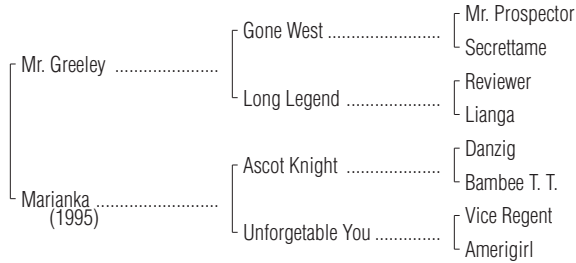 Mr. Prospector
Gone West ........................
Secrettame
Mr. Greeley ......................
Reviewer
Long Legend ....................
Lianga
Danzig
Ascot Knight ....................
Bambee T. T.
Marianka ..........................
(1995)
Vice Regent
Unforgetable You ..............
Amerigirl